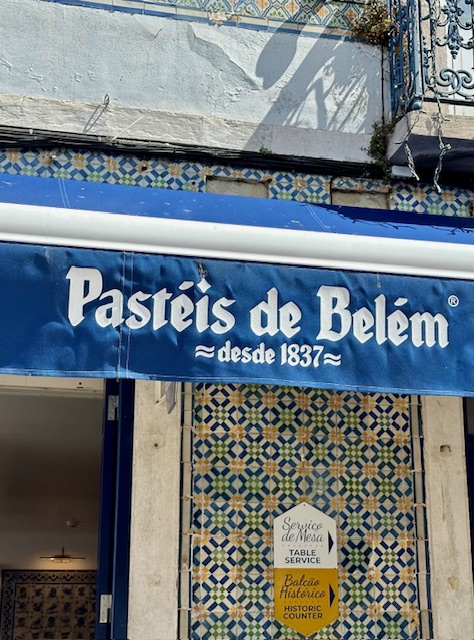 Pastéis de Belém®
≈desde 1837≈
Serviço
de Mesa
TABLE
SERVICE
Balcão
Histórico
HISTORIC
COUNTER